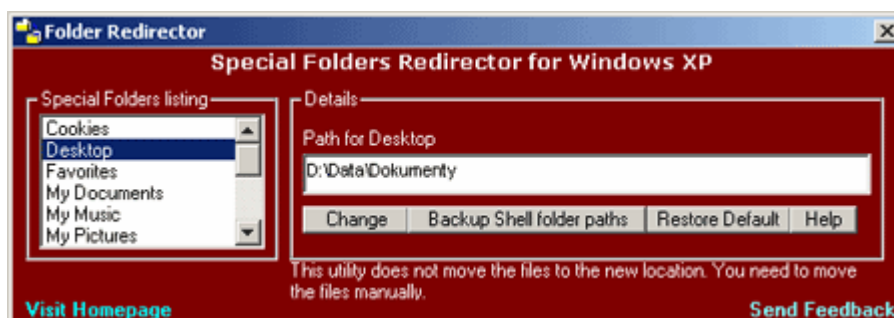 Folder Redirector
Special Folders Redirector for Windows XP
Special Folders listing
Cookies
Desktop
Favorites
My Documents
My Music
My Pictures
Details
Path for Desktop
D:\Data\Dokumenty
Change Backup Shell folder paths Restore Default Help
This utility does not move the files to the new location. You need to move
the files manually.
Visit Homepage Send Feedback